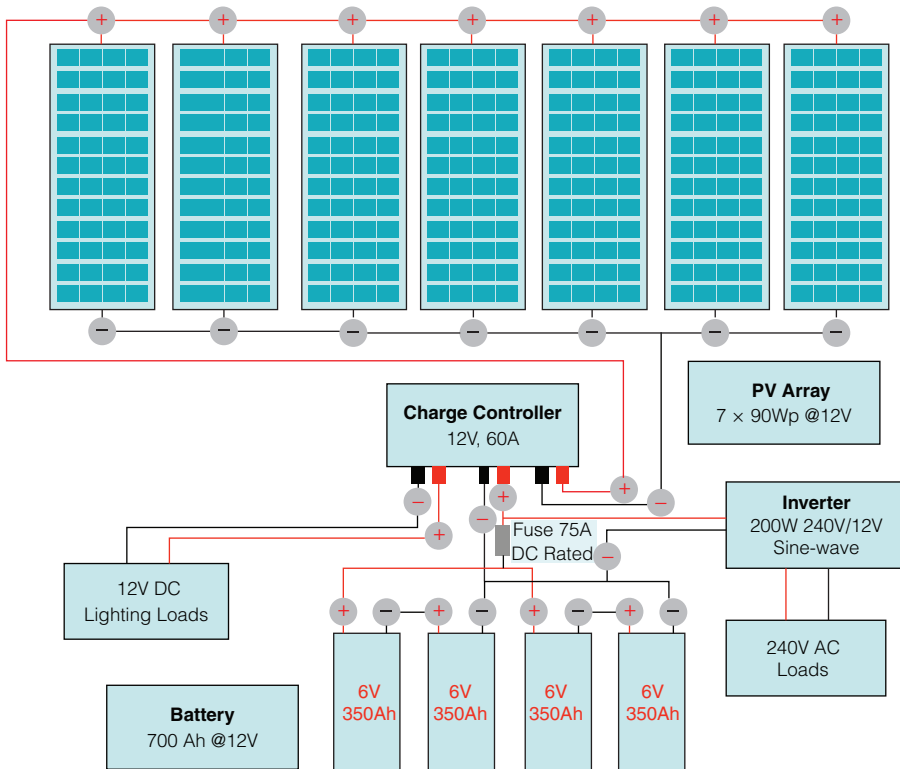 + + + + + + +
− − − − − − −
PV Array
7 × 90Wp @12V
Charge Controller
12V, 60A
− + − + + −
Fuse 75A
DC Rated
−
Inverter
200W 240V/12V
Sine-wave
12V DC
Lighting Loads
+ − + − + − + −
240V AC
Loads
6V
350Ah
6V
350Ah
6V
350Ah
6V
350Ah
Battery
700 Ah @12V